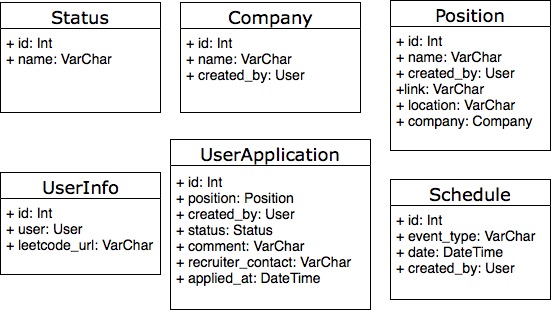 Status
+ id: Int
+ name: VarChar
Company
+ id: Int
+ name: VarChar
+ created_by: User
Position
+ id: Int
+ name: VarChar
+ created_by: User
+link: VarChar
+ location: VarChar
+ company: Company
UserInfo
+ id: Int
+ user: User
+ leetcode_url: VarChar
UserApplication
+ id: Int
+ position: Position
+ created_by: User
+ status: Status
+ comment: VarChar
+ recruiter_contact: VarChar
+ applied_at: DateTime
Schedule
+ id: Int
+ event_type: VarChar
+ date: DateTime
+ created_by: User